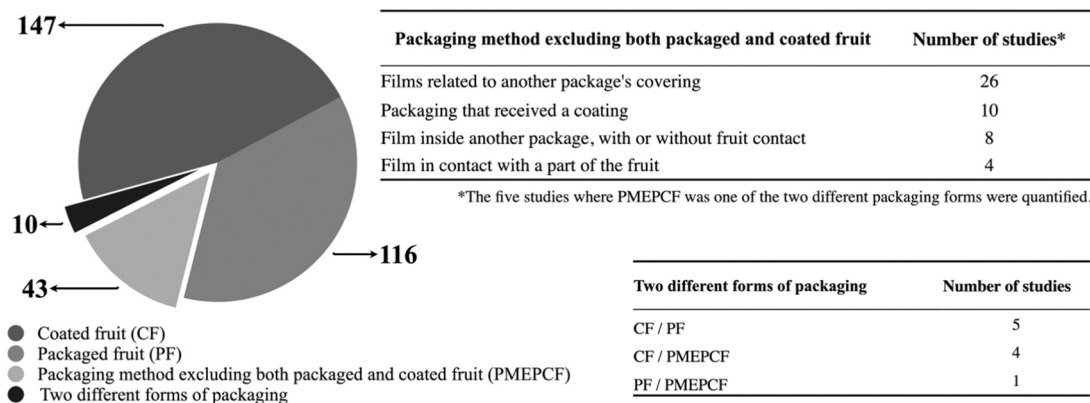 147
10
43
116
Coated fruit (CF)
Packaged fruit (PF)
Packaging method excluding both packaged and coated fruit (PMEPCF)
Two different forms of packaging
Packaging method excluding both packaged and coated fruit Number of studies*
Films related to another package's covering 26
Packaging that received a coating 10
Film inside another package, with or without fruit contact 8
Film in contact with a part of the fruit 4
*The five studies where PMEPCF was one of the two different packaging forms were quantified.
Two different forms of packaging Number of studies
CF / PF 5
CF / PMEPCF 4
PF / PMEPCF 1